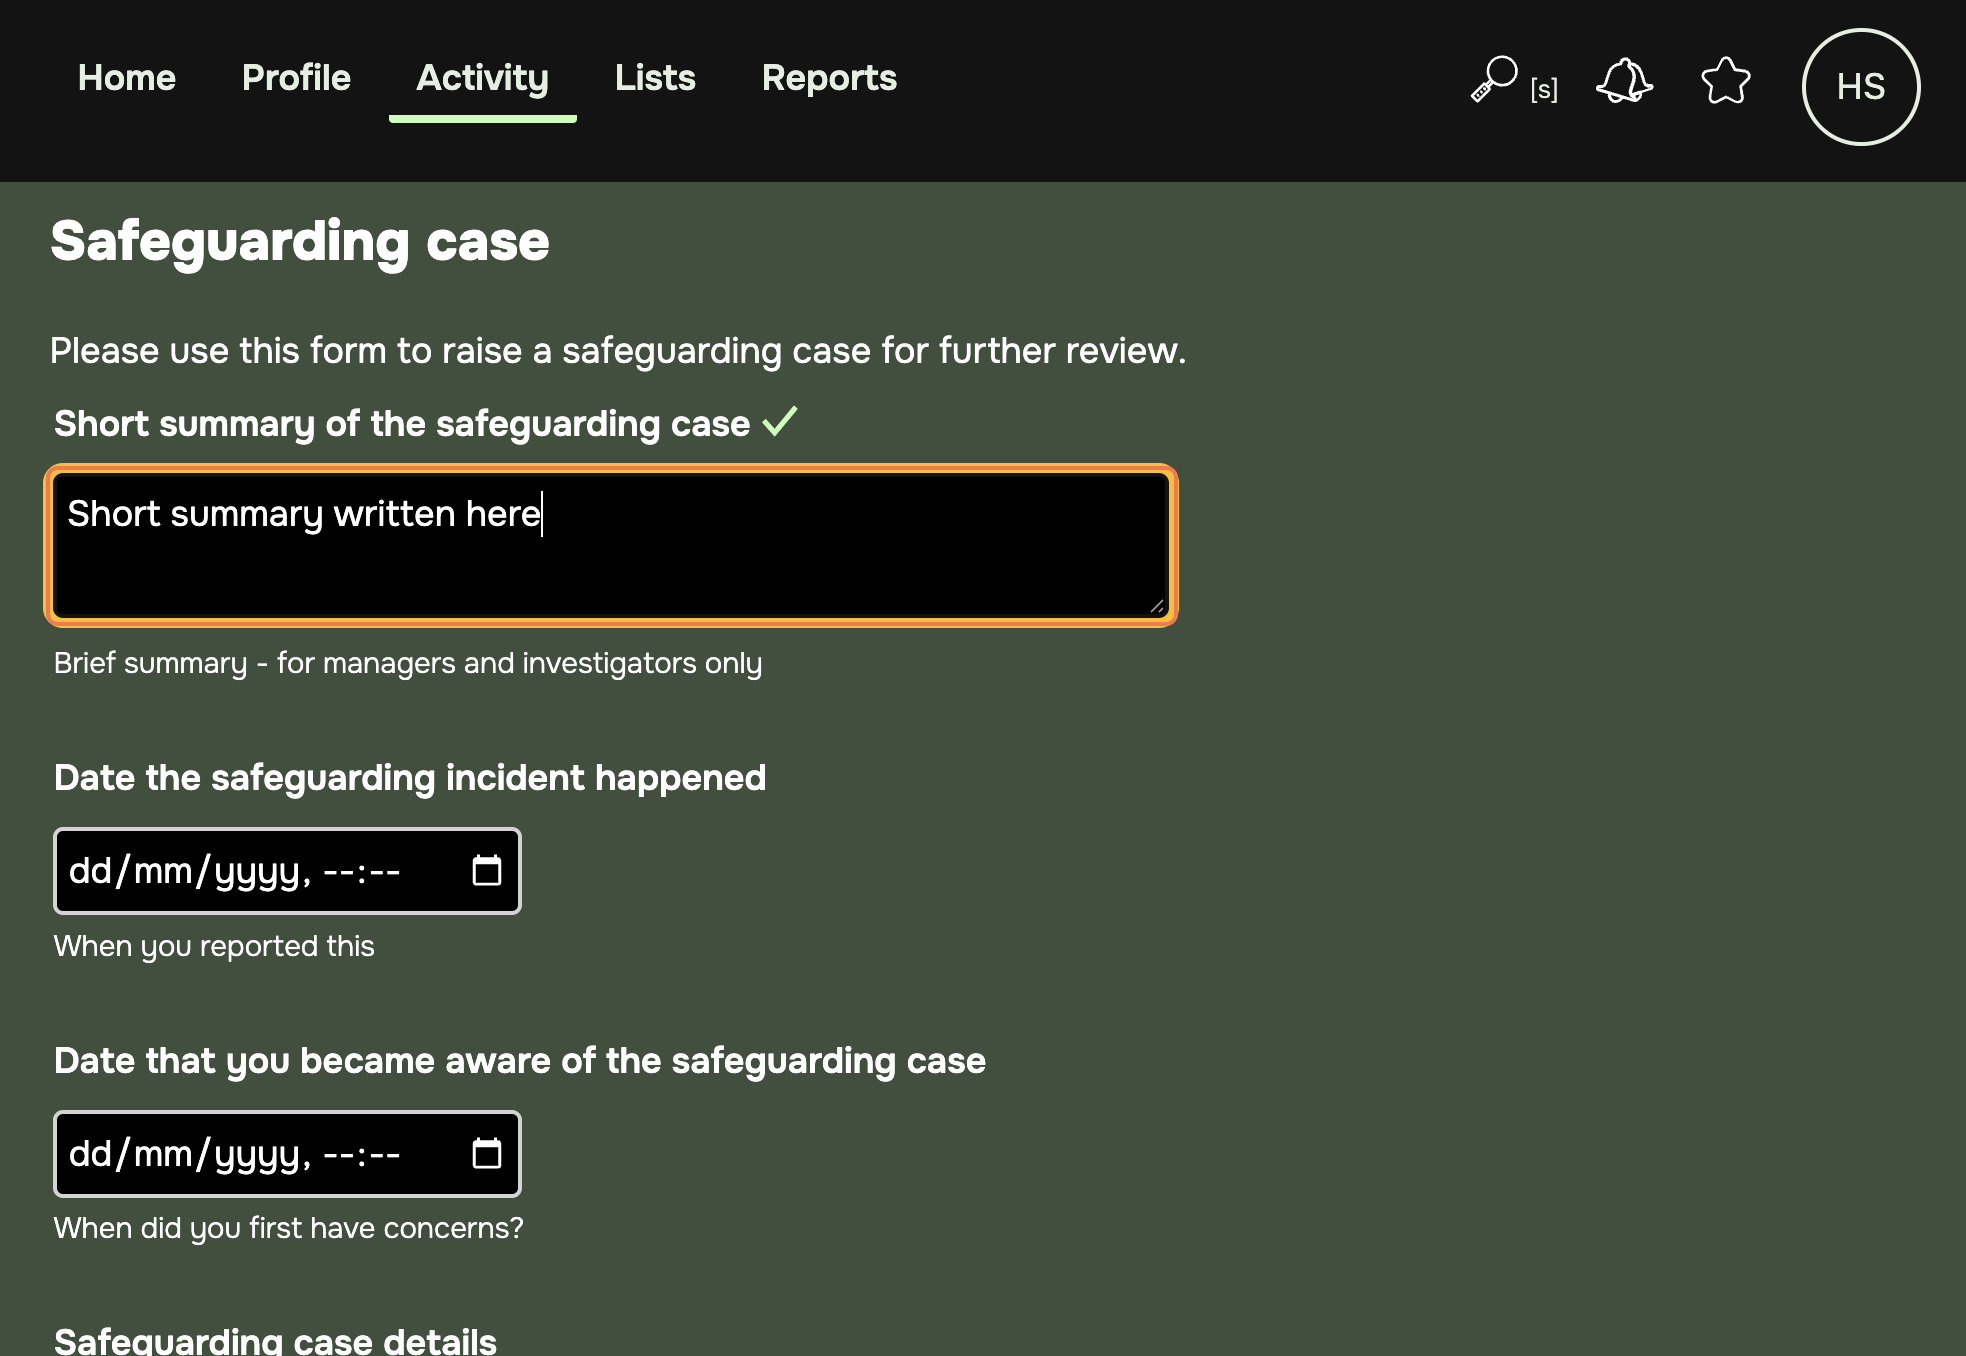 Home Profile Activity Lists Reports [s] HS
Safeguarding case
Please use this form to raise a safeguarding case for further review.
Short summary of the safeguarding case
Short summary written here
Brief summary - for managers and investigators only
Date the safeguarding incident happened
dd/mm/yyyy, --:--
When you reported this
Date that you became aware of the safeguarding case
dd/mm/yyyy, --:--
When did you first have concerns?
Safeguarding case details